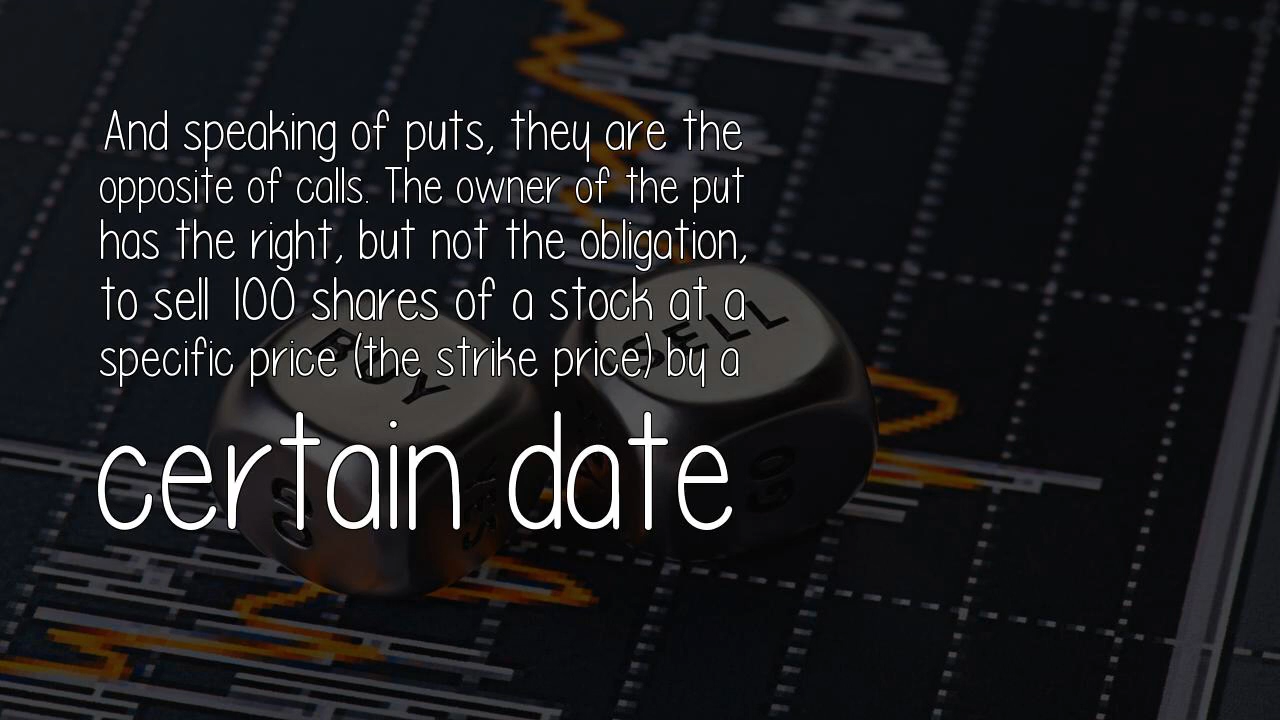 And speaking of puts, they are the
opposite of calls. The owner of the put
has the right, but not the obligation,
to sell 100 shares of a stock at a
specific price (the strike price) by a
certain date
BUY
SELL